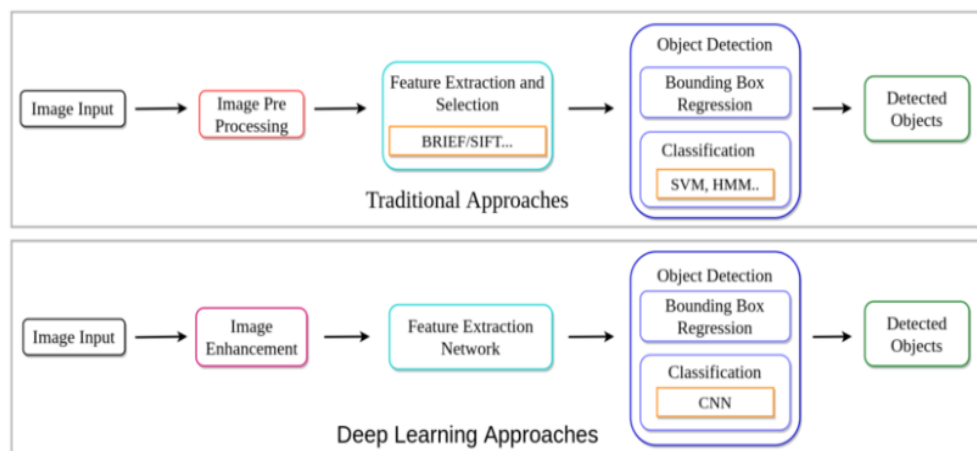 Image Input
Image Pre
Processing
Feature Extraction and
Selection
BRIEF/SIFT...
Object Detection
Bounding Box
Regression
Classification
SVM, HMM..
Detected
Objects
Traditional Approaches
Image Input
Image
Enhancement
Feature Extraction
Network
Object Detection
Bounding Box
Regression
Classification
CNN
Detected
Objects
Deep Learning Approaches